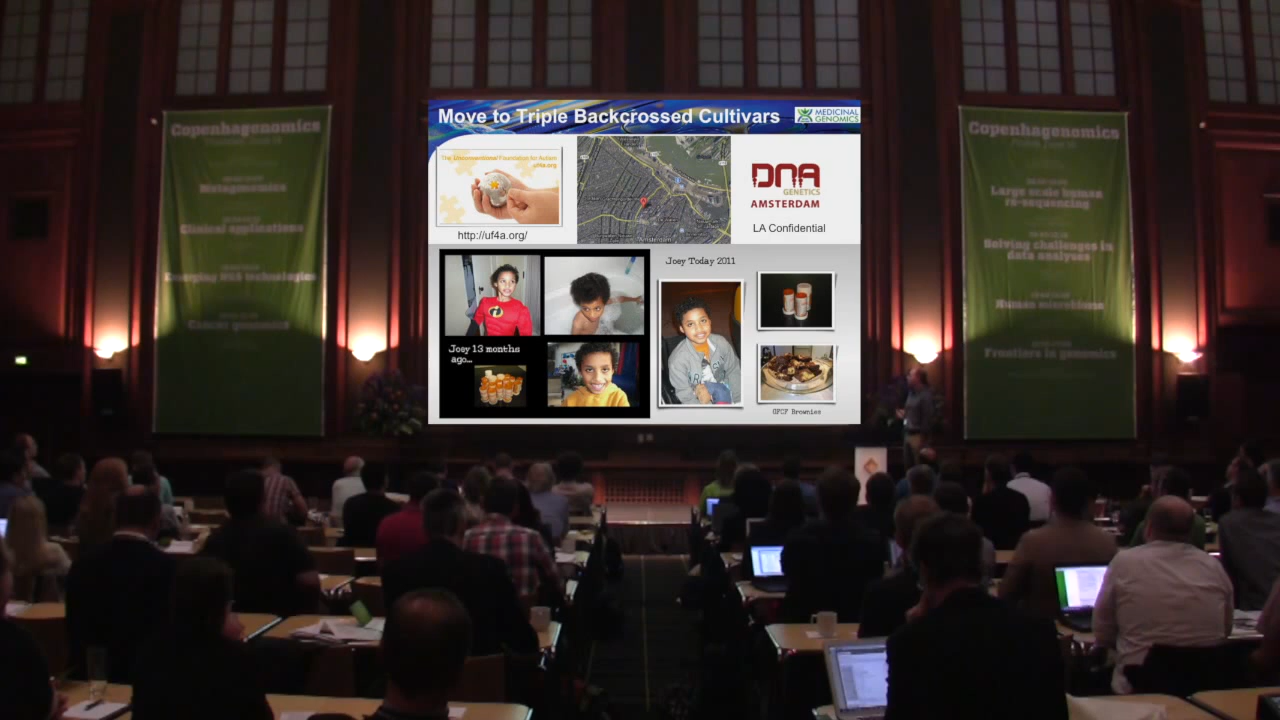 Copenhagenomics
Metagenomics
Clinical applications
Emerging NGS technologies
Cancer genomics
Move to Triple Backcrossed Cultivars
MEDICINAL
GENOMICS
The Unconventional Foundation for Autism
uf4a.org
http://uf4a.org/
Amsterdam
DNA
GENETICS
AMSTERDAM
LA Confidential
Joey 13 months
ago...
Joey Today 2011
GFCF Brownies
Copenhagenomics
Large scale human
re-sequencing
Solving challenges in
data analyses
Human microbiome
Frontiers in genomics